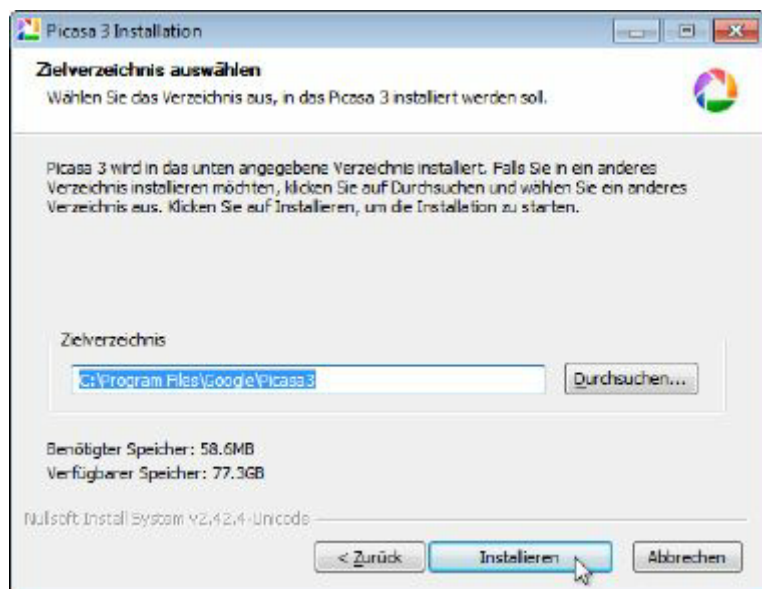 Picasa 3 Installation
Zielverzeichnis auswählen
Wählen Sie das Verzeichnis aus, in das Picasa 3 installiert werden soll.
Picasa 3 wird in das unten angegebene Verzeichnis installiert. Falls Sie in ein anderes
Verzeichnis installieren möchten, klicken Sie auf Durchsuchen und wählen Sie ein anderes
Verzeichnis aus. Klicken Sie auf Installieren, um die Installation zu starten.
Zielverzeichnis
C:\Program Files\Google\Picasa3
Durchsuchen...
Benötigter Speicher: 58.6MB
Verfügbarer Speicher: 77.3GB
Nullsoft Install System v2.42.4-Unicode
< Zurück Installieren Abbrechen